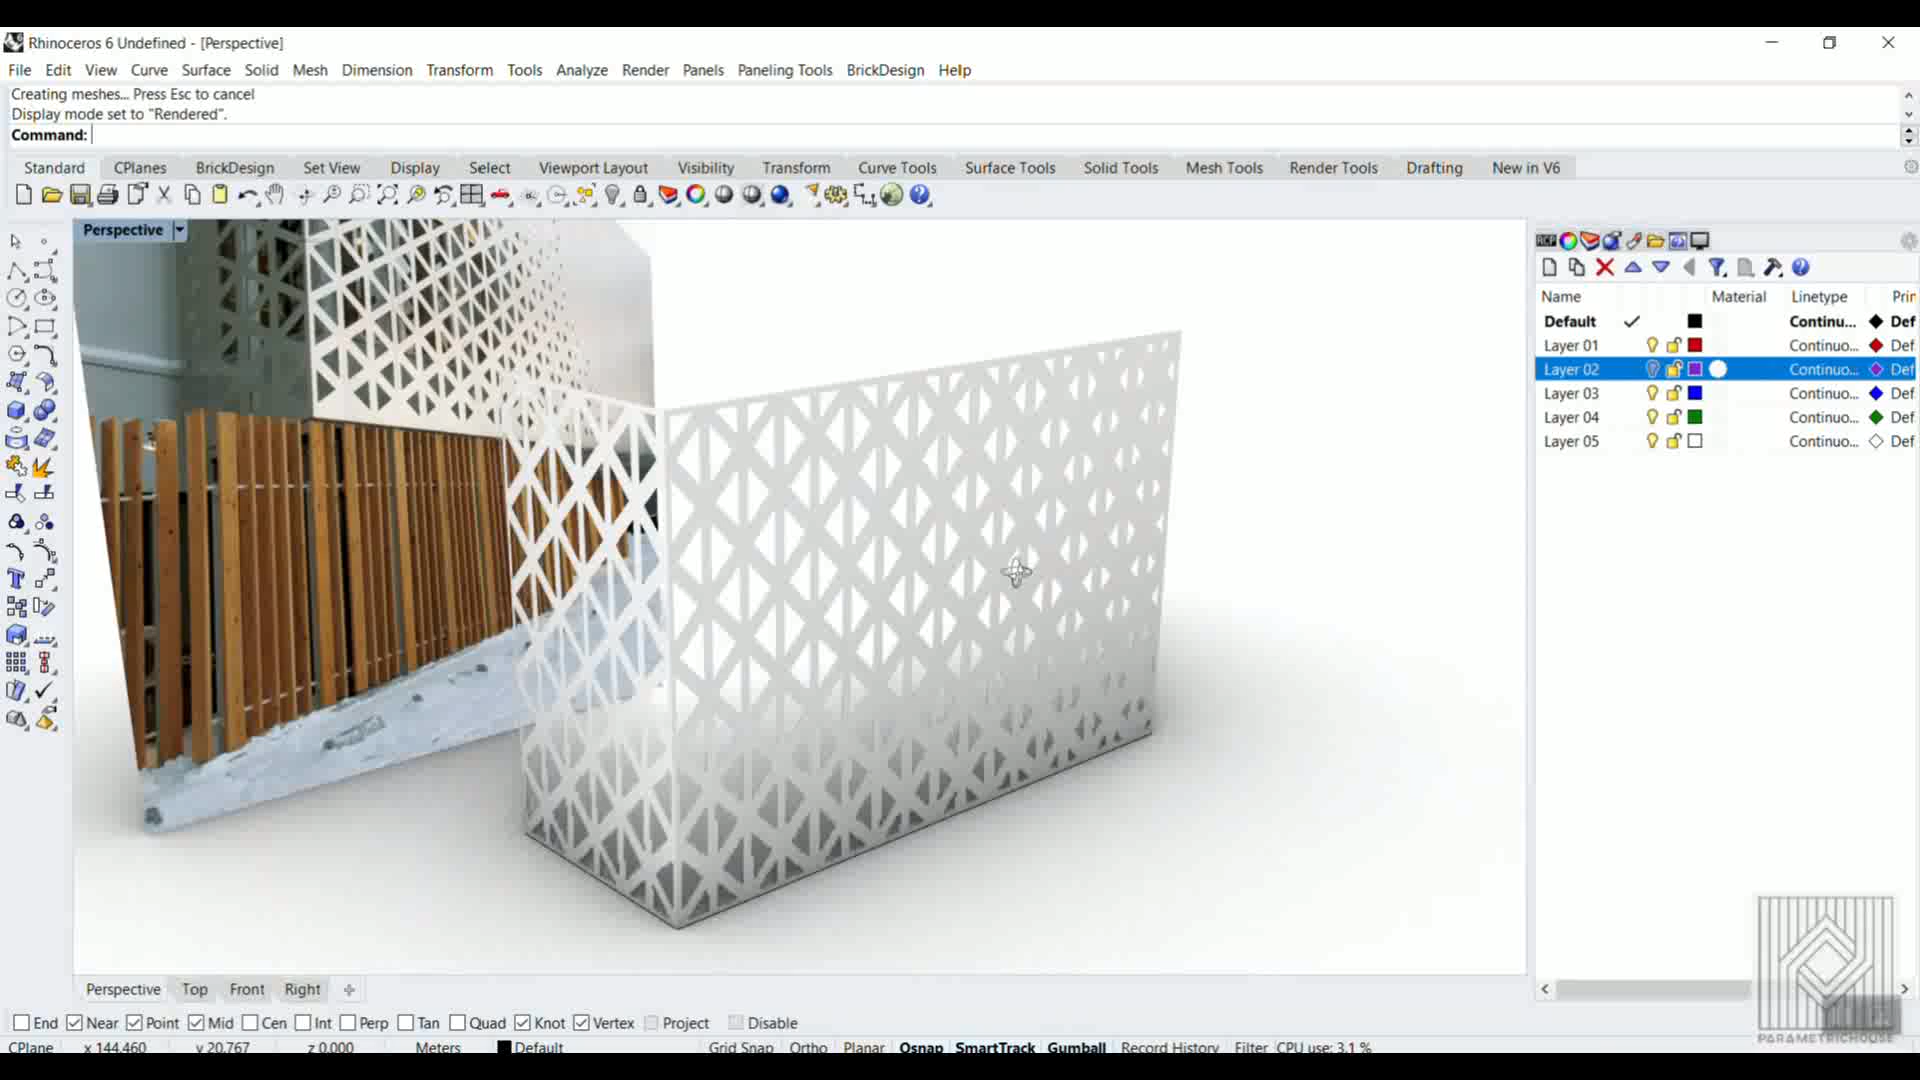 Rhinoceros 6 Undefined - [Perspective]
File Edit View Curve Surface Solid Mesh Dimension Transform Tools Analyze Render Panels Paneling Tools BrickDesign Help
Creating meshes... Press Esc to cancel
Display mode set to "Rendered".
Command:
Standard CPlanes BrickDesign Set View Display Select Viewport Layout Visibility Transform Curve Tools Surface Tools Solid Tools Mesh Tools Render Tools Drafting New in V6
Perspective
Name Material Linetype Prin
Default Continu... Def
Layer 01 Continuo... Def
Layer 02 Continuo... Def
Layer 03 Continuo... Def
Layer 04 Continuo... Def
Layer 05 Continuo... Def
Perspective Top Front Right
End Near Point Mid Cen Int Perp Tan Quad Knot Vertex Project Disable
CPlane x 144.460 y 20.767 z 0.000 Meters Default Grid Snap Ortho Planar Osnap SmartTrack Gumball Record History Filter CPU use: 3.1 %
PARAMETRICHOUSE